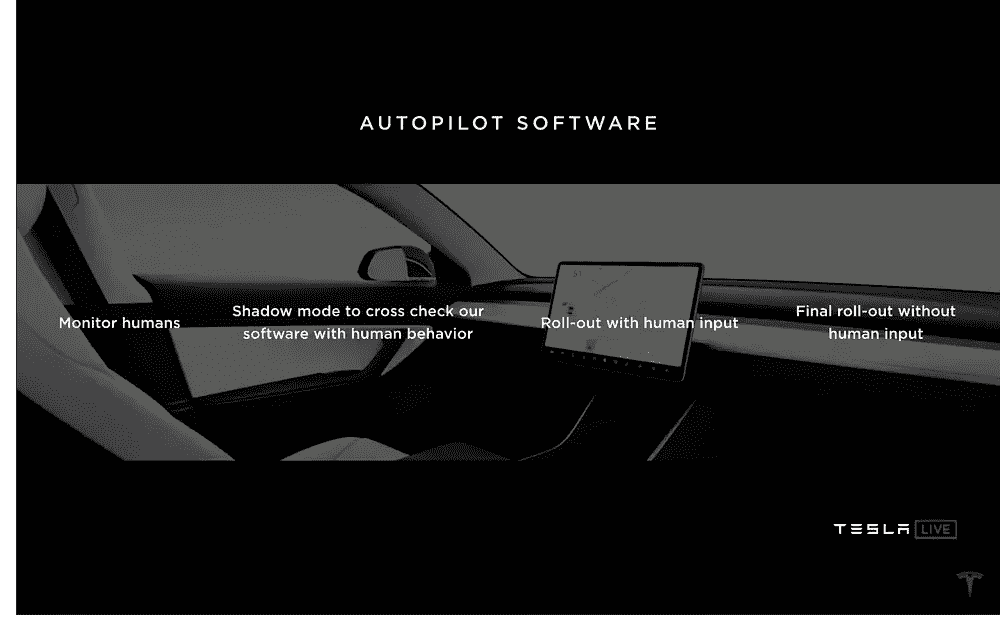 AUTOPILOT SOFTWARE
Monitor humans
Shadow mode to cross check our
software with human behavior
Roll-out with human input
Final roll-out without
human input
TESLA LIVE